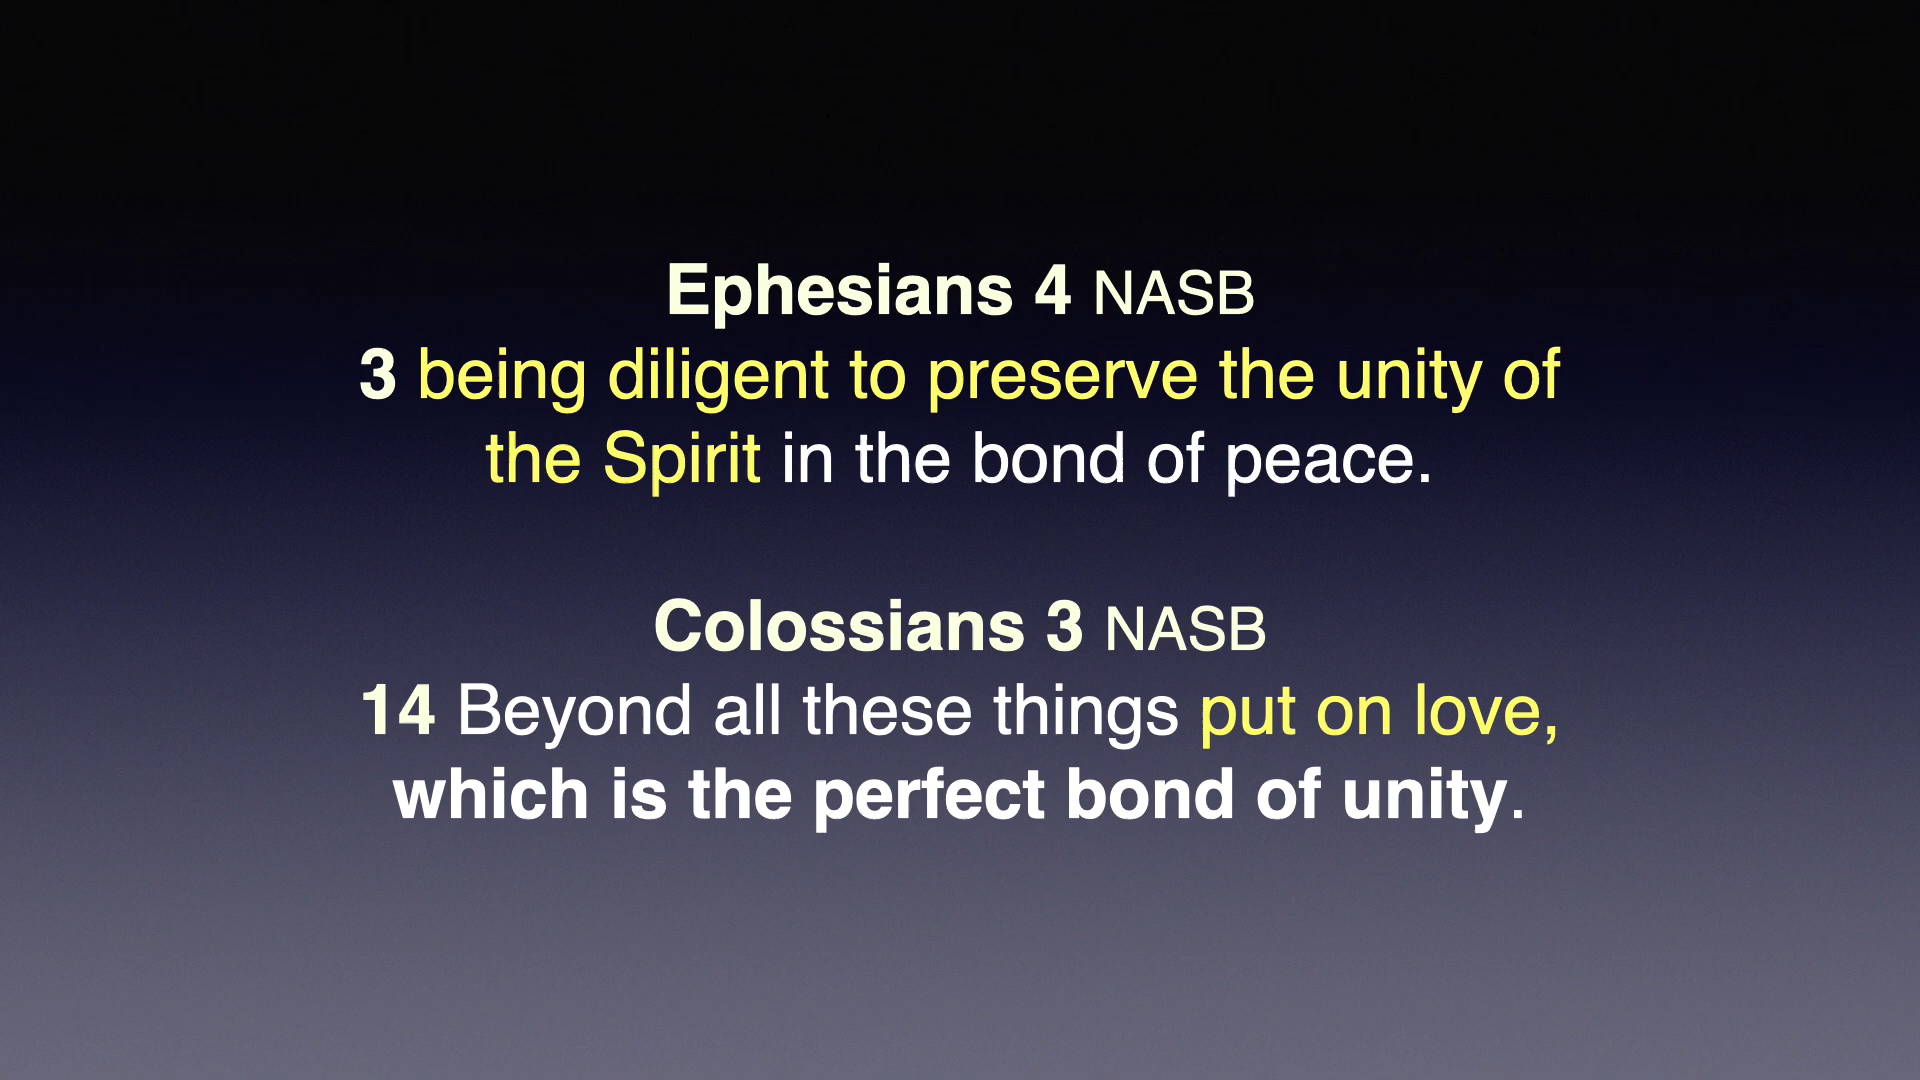 Ephesians 4 NASB
3 being diligent to preserve the unity of
the Spirit in the bond of peace.
Colossians 3 NASB
14 Beyond all these things put on love,
which is the perfect bond of unity.